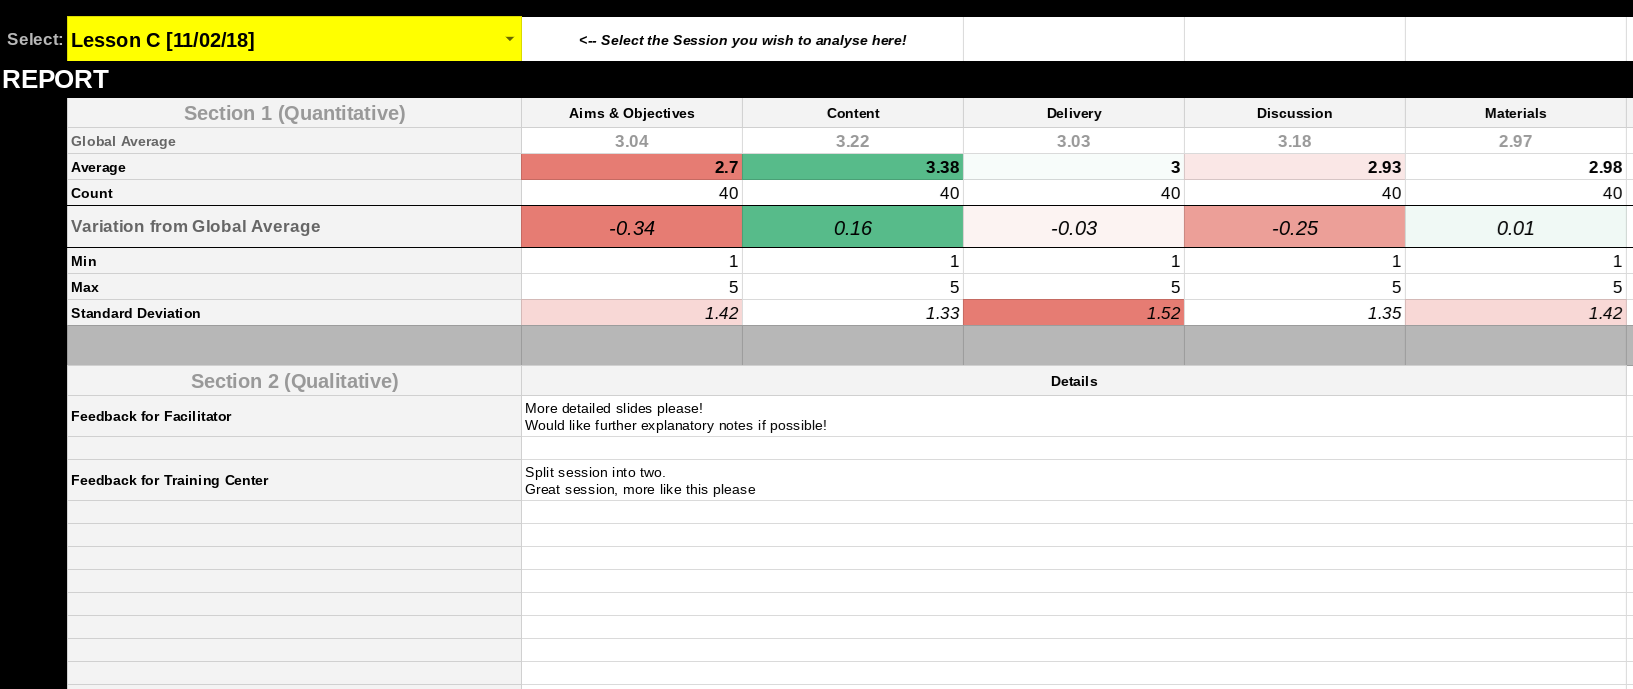 Select: Lesson C [11/02/18] <-- Select the Session you wish to analyse here!
REPORT
Section 1 (Quantitative) Aims & Objectives Content Delivery Discussion Materials
Global Average 3.04 3.22 3.03 3.18 2.97
Average 2.7 3.38 3 2.93 2.98
Count 40 40 40 40 40
Variation from Global Average -0.34 0.16 -0.03 -0.25 0.01
Min 1 1 1 1 1
Max 5 5 5 5 5
Standard Deviation 1.42 1.33 1.52 1.35 1.42
Section 2 (Qualitative) Details
Feedback for Facilitator
More detailed slides please!
Would like further explanatory notes if possible!
Feedback for Training Center
Split session into two.
Great session, more like this please